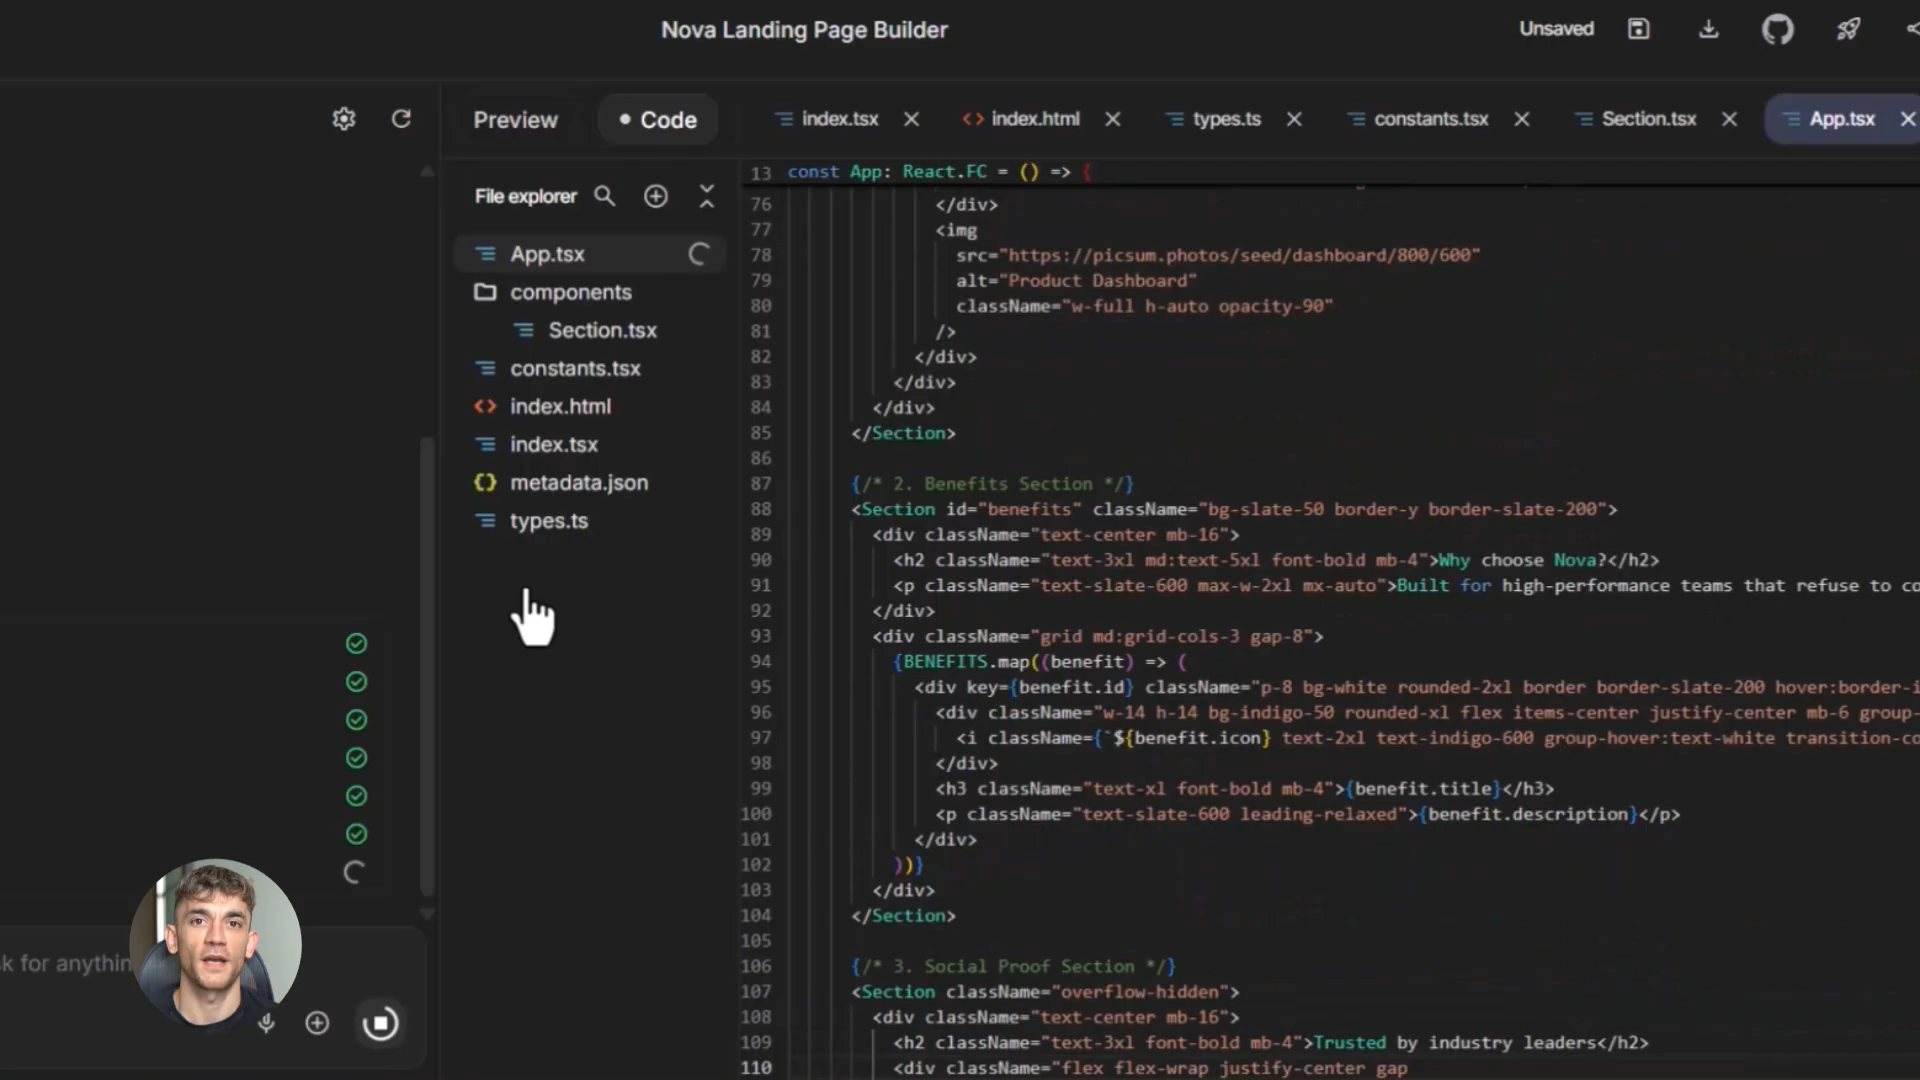 Nova Landing Page Builder
Unsaved
Preview
Code
index.tsx
index.html
types.ts
constants.tsx
Section.tsx
App.tsx
File explorer
App.tsx
components
Section.tsx
constants.tsx
index.html
index.tsx
metadata.json
types.ts
k for anythin
13 const App: React.FC = () => {
76 </div>
77 <img
78 src="https://picsum.photos/seed/dashboard/800/600"
79 alt="Product Dashboard"
80 className="w-full h-auto opacity-90"
81 />
82 </div>
83 </div>
84 </div>
85 </Section>
86
87 {/* 2. Benefits Section */}
88 <Section id="benefits" className="bg-slate-50 border-y border-slate-200">
89 <div className="text-center mb-16">
90 <h2 className="text-3xl md:text-5xl font-bold mb-4">Why choose Nova?</h2>
91 <p className="text-slate-600 max-w-2xl mx-auto">Built for high-performance teams that refuse to co
92 </div>
93 <div className="grid md:grid-cols-3 gap-8">
94 {BENEFITS.map((benefit) => (
95 <div key={benefit.id} className="p-8 bg-white rounded-2xl border border-slate-200 hover:border-i
96 <div className="w-14 h-14 bg-indigo-50 rounded-xl flex items-center justify-center mb-6 group-
97 <i className={`${benefit.icon} text-2xl text-indigo-600 group-hover:text-white transition-co
98 </div>
99 <h3 className="text-xl font-bold mb-4">{benefit.title}</h3>
100 <p className="text-slate-600 leading-relaxed">{benefit.description}</p>
101 </div>
102 ))}
103 </div>
104 </Section>
105
106 {/* 3. Social Proof Section */}
107 <Section className="overflow-hidden">
108 <div className="text-center mb-16">
109 <h2 className="text-3xl font-bold mb-4">Trusted by industry leaders</h2>
110 <div className="flex flex-wrap justify-center gap